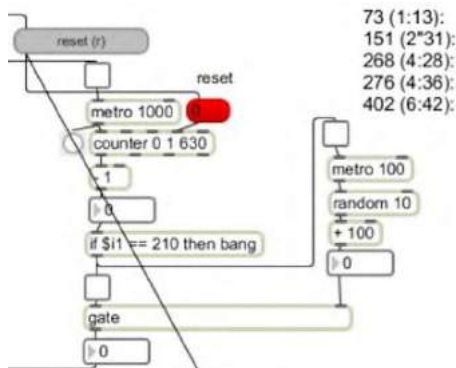 73 (1:13):
151 (2"31):
268 (4:28):
276 (4:36):
402 (6:42):
reset (r)
reset
metro 1000
0
counter 0 1 630
- 1
0
if $i1 == 210 then bang
metro 100
random 10
+ 100
0
gate
0